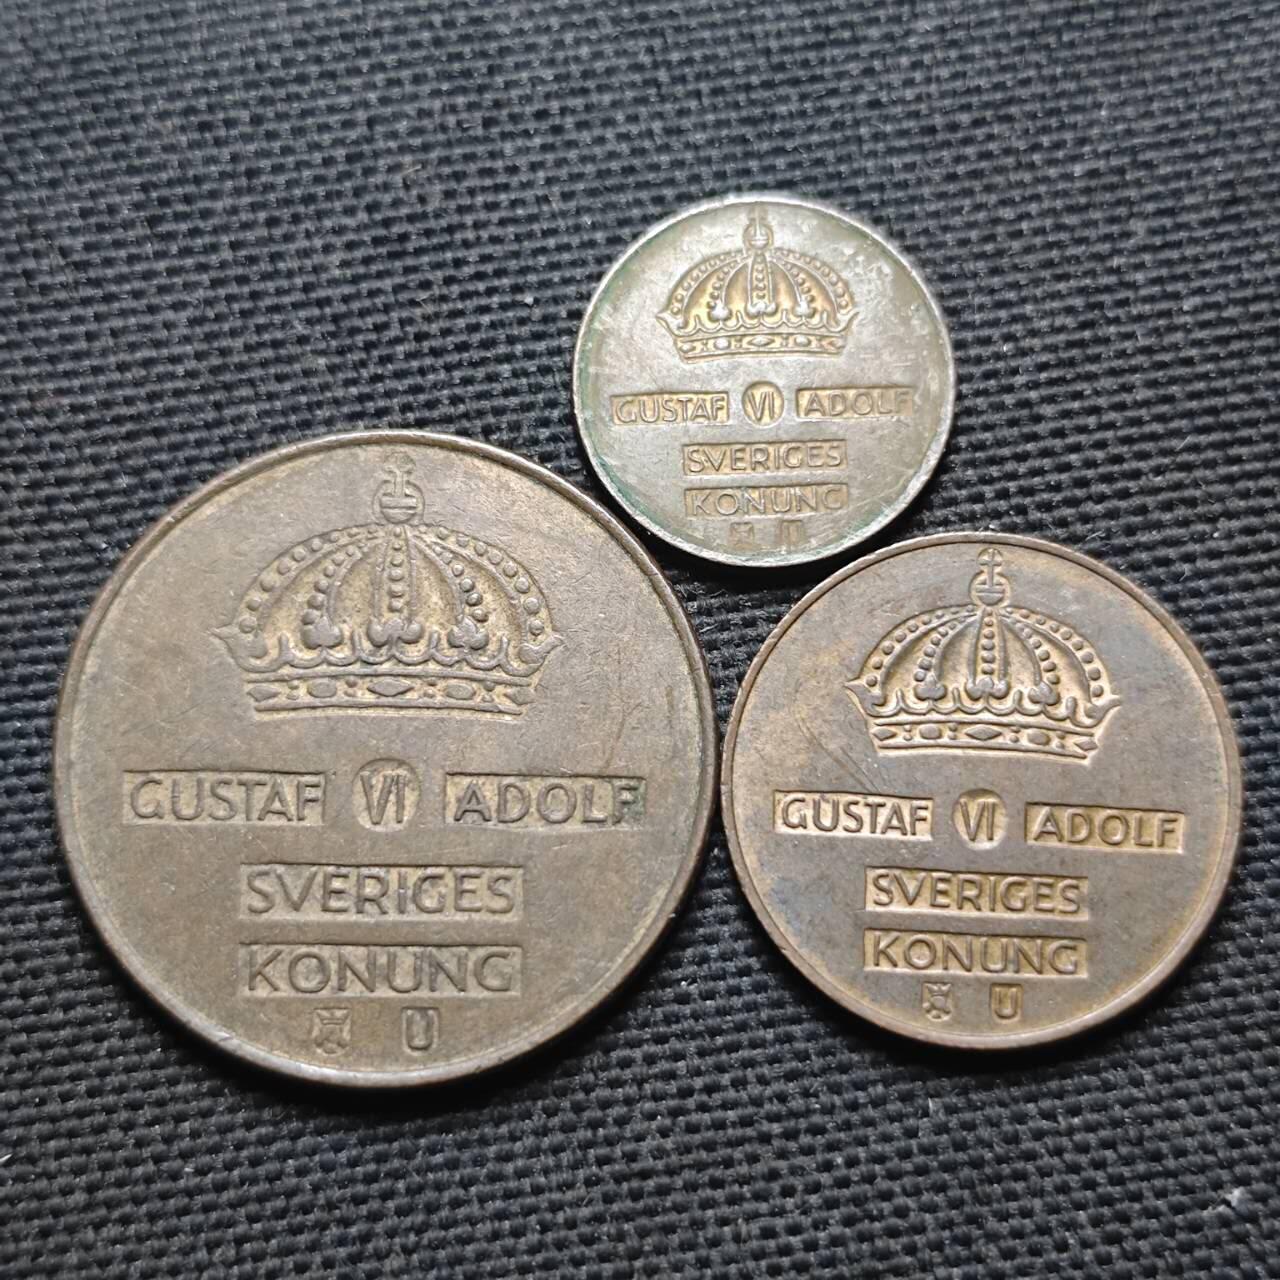 GUSTAF VI ADOLF
SVERIGES
KONUNG
U
GUSTAF VI ADOLF
SVERIGES
KONUNG
U
GUSTAF VI ADOLF
SVERIGES
KONUNG
U